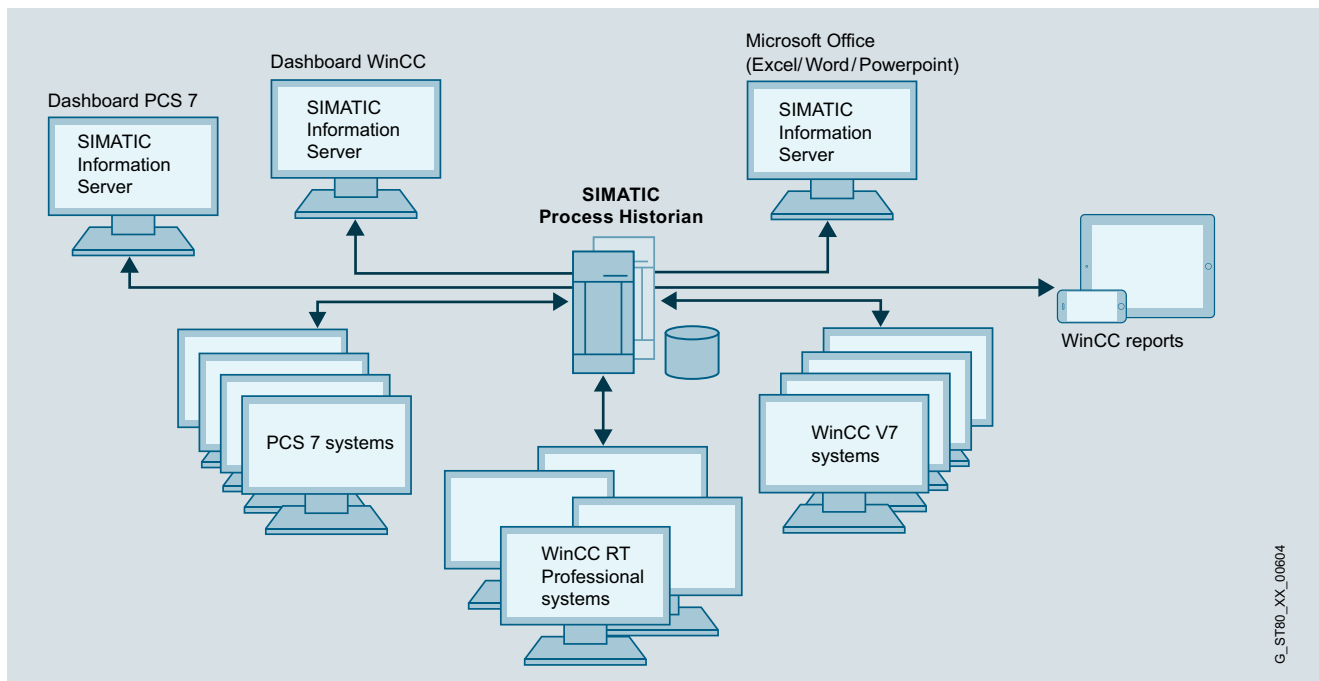 Dashboard PCS 7
SIMATIC
Information
Server
Dashboard WinCC
SIMATIC
Information
Server
Microsoft Office
(Excel/Word/Powerpoint)
SIMATIC
Information
Server
SIMATIC
Process Historian
WinCC reports
PCS 7 systems
WinCC RT
Professional
systems
WinCC V7
systems
G_ST80_XX_00604